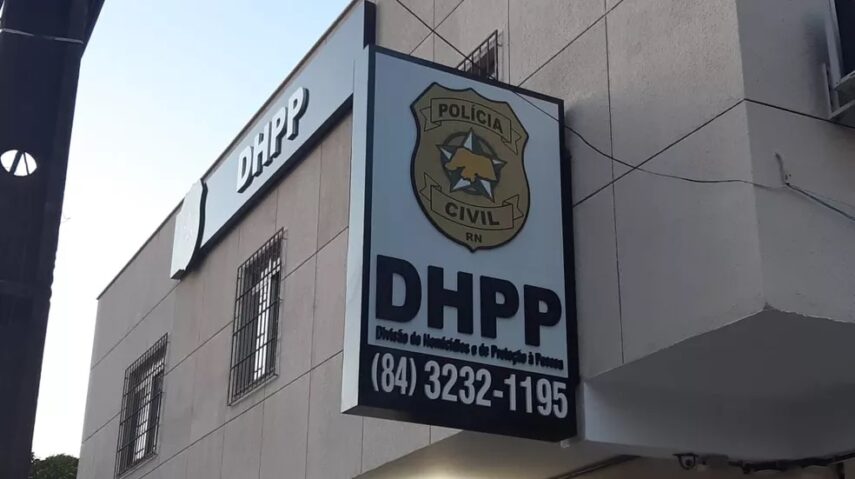 DHPP
POLÍCIA
CIVIL
RN
DHPP
Divisão de Homicídios e de Proteção à Pessoa
(84) 3232-1195